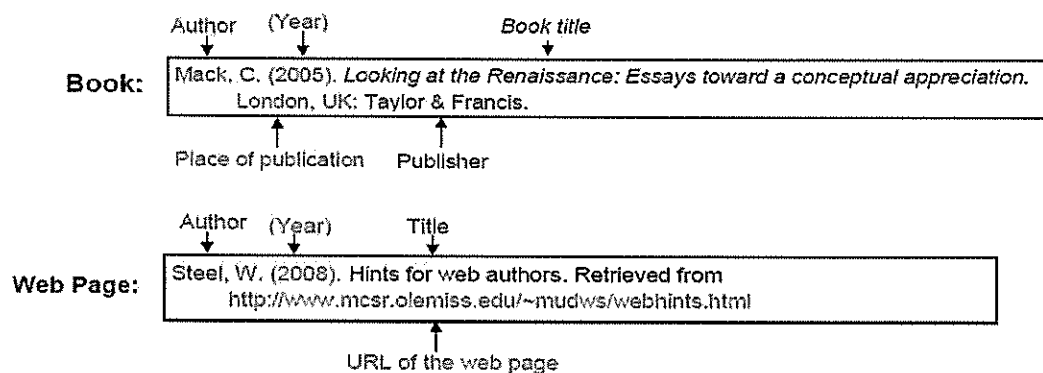 Author (Year) Book title
Book: Mack, C. (2005). Looking at the Renaissance: Essays toward a conceptual appreciation.
London, UK: Taylor & Francis.
Place of publication Publisher
Author (Year) Title
Web Page: Steel, W. (2008). Hints for web authors. Retrieved from
http://www.mcsr.olemiss.edu/~mudws/webhints.html
URL of the web page